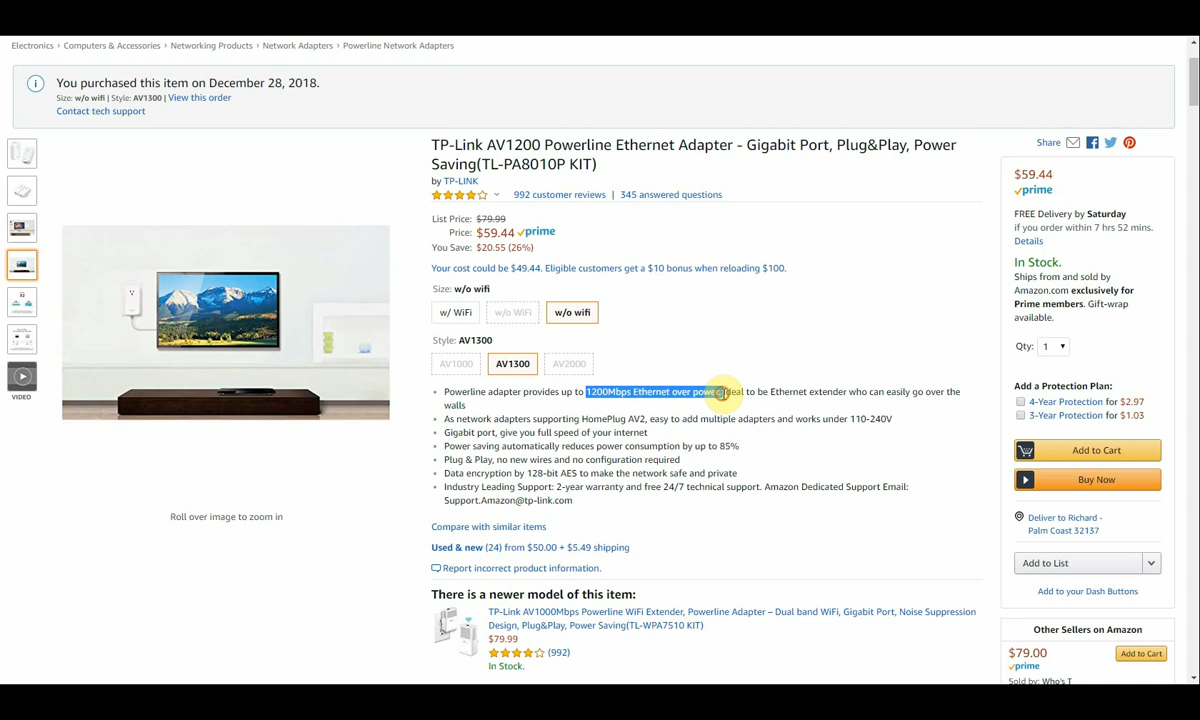 Electronics › Computers & Accessories › Networking Products › Network Adapters › Powerline Network Adapters
You purchased this item on December 28, 2018.
Size: w/o wifi | Style: AV1300 | View this order
Contact tech support
VIDEO
Roll over image to zoom in
TP-Link AV1200 Powerline Ethernet Adapter - Gigabit Port, Plug&Play, Power
Saving(TL-PA8010P KIT)
by TP-LINK
992 customer reviews | 345 answered questions
List Price: $79.99
Price: $59.44 prime
You Save: $20.55 (26%)
Your cost could be $49.44. Eligible customers get a $10 bonus when reloading $100.
Size: w/o wifi
w/ WiFi w/o WiFi w/o wifi
Style: AV1300
AV1000 AV1300 AV2000
• Powerline adapter provides up to 1200Mbps Ethernet over power, ideal to be Ethernet extender who can easily go over the
walls
• As network adapters supporting HomePlug AV2, easy to add multiple adapters and works under 110-240V
• Gigabit port, give you full speed of your internet
• Power saving automatically reduces power consumption by up to 85%
• Plug & Play, no new wires and no configuration required
• Data encryption by 128-bit AES to make the network safe and private
• Industry Leading Support: 2-year warranty and free 24/7 technical support. Amazon Dedicated Support Email:
Support.Amazon@tp-link.com
Compare with similar items
Used & new (24) from $50.00 + $5.49 shipping
Report incorrect product information.
There is a newer model of this item:
TP-Link AV1000Mbps Powerline WiFi Extender, Powerline Adapter – Dual band WiFi, Gigabit Port, Noise Suppression
Design, Plug&Play, Power Saving(TL-WPA7510 KIT)
$79.99
(992)
In Stock.
Share
$59.44
prime
FREE Delivery by Saturday
if you order within 7 hrs 52 mins.
Details
In Stock.
Ships from and sold by
Amazon.com exclusively for
Prime members. Gift-wrap
available.
Qty: 1
Add a Protection Plan:
4-Year Protection for $2.97
3-Year Protection for $1.03
Add to Cart
Buy Now
Deliver to Richard -
Palm Coast 32137
Add to List
Add to your Dash Buttons
Other Sellers on Amazon
$79.00 Add to Cart
prime
Sold by: Who's T